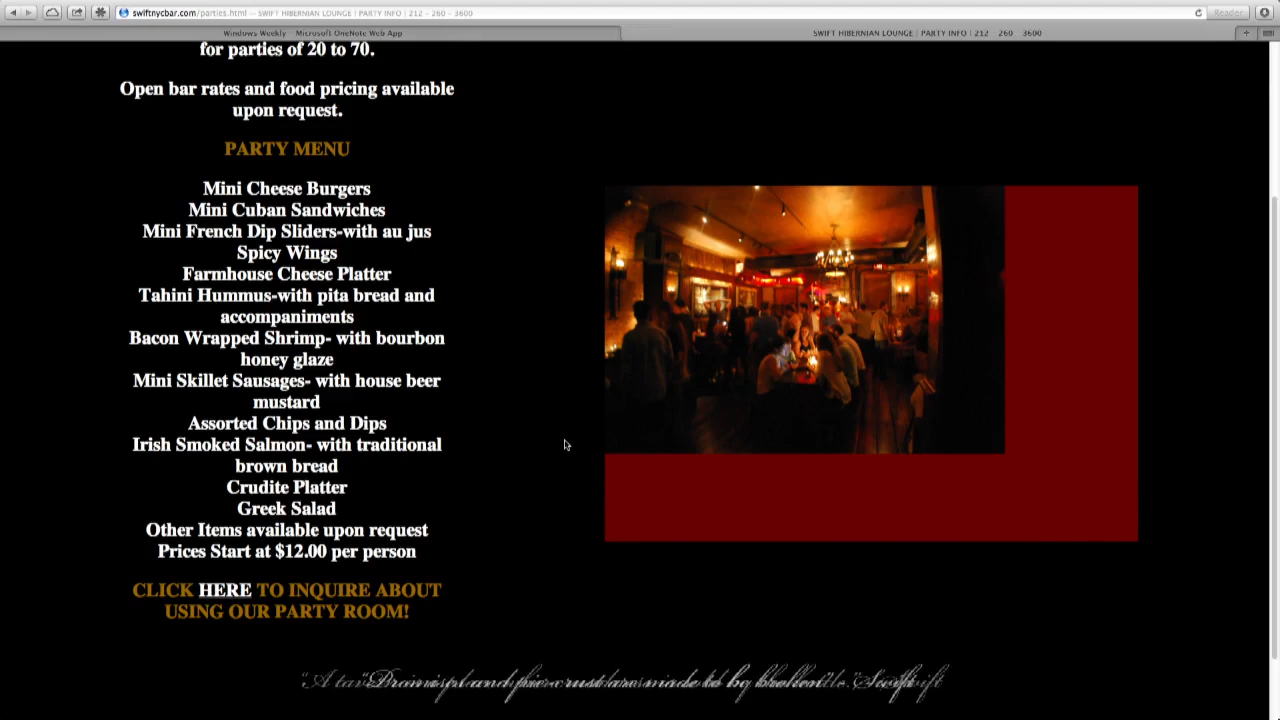 swiftnycbar.com/parties.html — SWIFT HIBERNIAN LOUNGE | PARTY INFO | 212 - 260 - 3600
Reader
Windows Weekly Microsoft OneNote Web App
SWIFT HIBERNIAN LOUNGE | PARTY INFO | 212 260 3600
for parties of 20 to 70.
Open bar rates and food pricing available
upon request.
PARTY MENU
Mini Cheese Burgers
Mini Cuban Sandwiches
Mini French Dip Sliders-with au jus
Spicy Wings
Farmhouse Cheese Platter
Tahini Hummus-with pita bread and
accompaniments
Bacon Wrapped Shrimp- with bourbon
honey glaze
Mini Skillet Sausages- with house beer
mustard
Assorted Chips and Dips
Irish Smoked Salmon- with traditional
brown bread
Crudite Platter
Greek Salad
Other Items available upon request
Prices Start at $12.00 per person
CLICK HERE TO INQUIRE ABOUT
USING OUR PARTY ROOM!